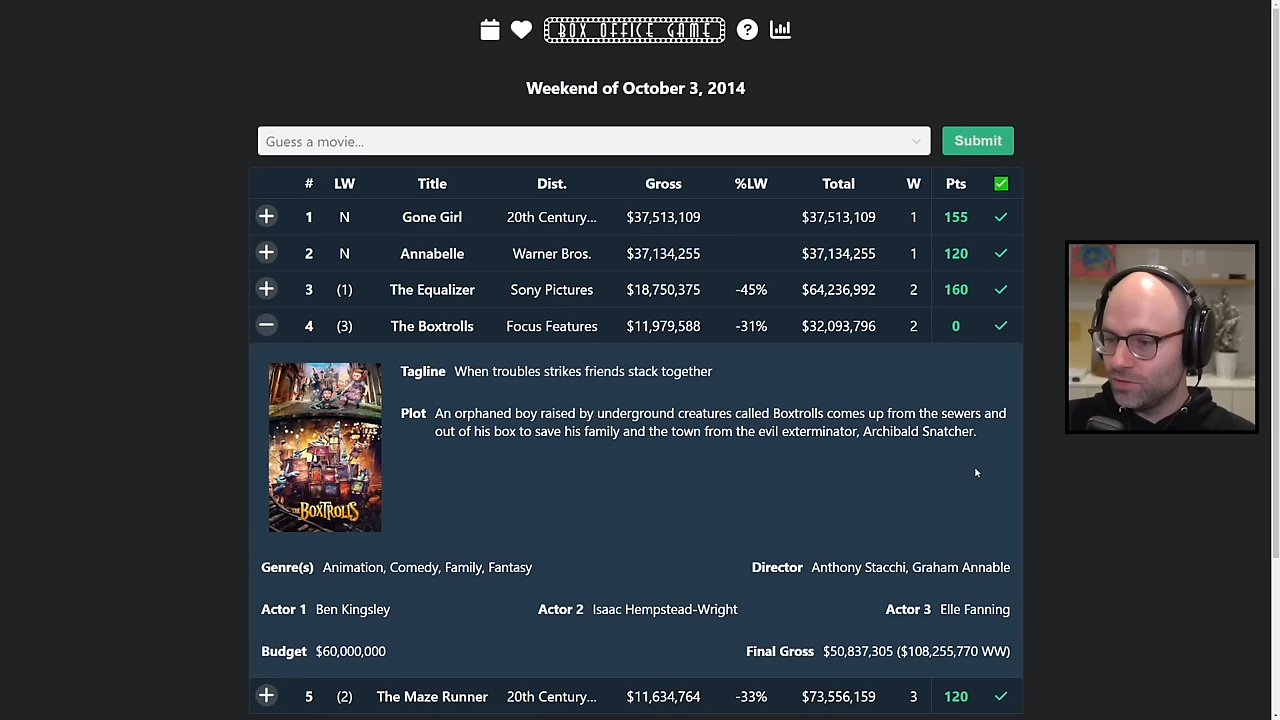 BOX OFFICE GAME
Weekend of October 3, 2014
Guess a movie...
Submit
# LW Title Dist. Gross %LW Total W Pts ✅
1 N Gone Girl 20th Century... $37,513,109 $37,513,109 1 155 ✓
2 N Annabelle Warner Bros. $37,134,255 $37,134,255 1 120 ✓
3 (1) The Equalizer Sony Pictures $18,750,375 -45% $64,236,992 2 160 ✓
4 (3) The Boxtrolls Focus Features $11,979,588 -31% $32,093,796 2 0 ✓
Tagline When troubles strikes friends stack together
Plot An orphaned boy raised by underground creatures called Boxtrolls comes up from the sewers and
out of his box to save his family and the town from the evil exterminator, Archibald Snatcher.
THE BOXTROLLS
Genre(s) Animation, Comedy, Family, Fantasy Director Anthony Stacchi, Graham Annable
Actor 1 Ben Kingsley Actor 2 Isaac Hempstead-Wright Actor 3 Elle Fanning
Budget $60,000,000 Final Gross $50,837,305 ($108,255,770 WW)
5 (2) The Maze Runner 20th Century... $11,634,764 -33% $73,556,159 3 120 ✓